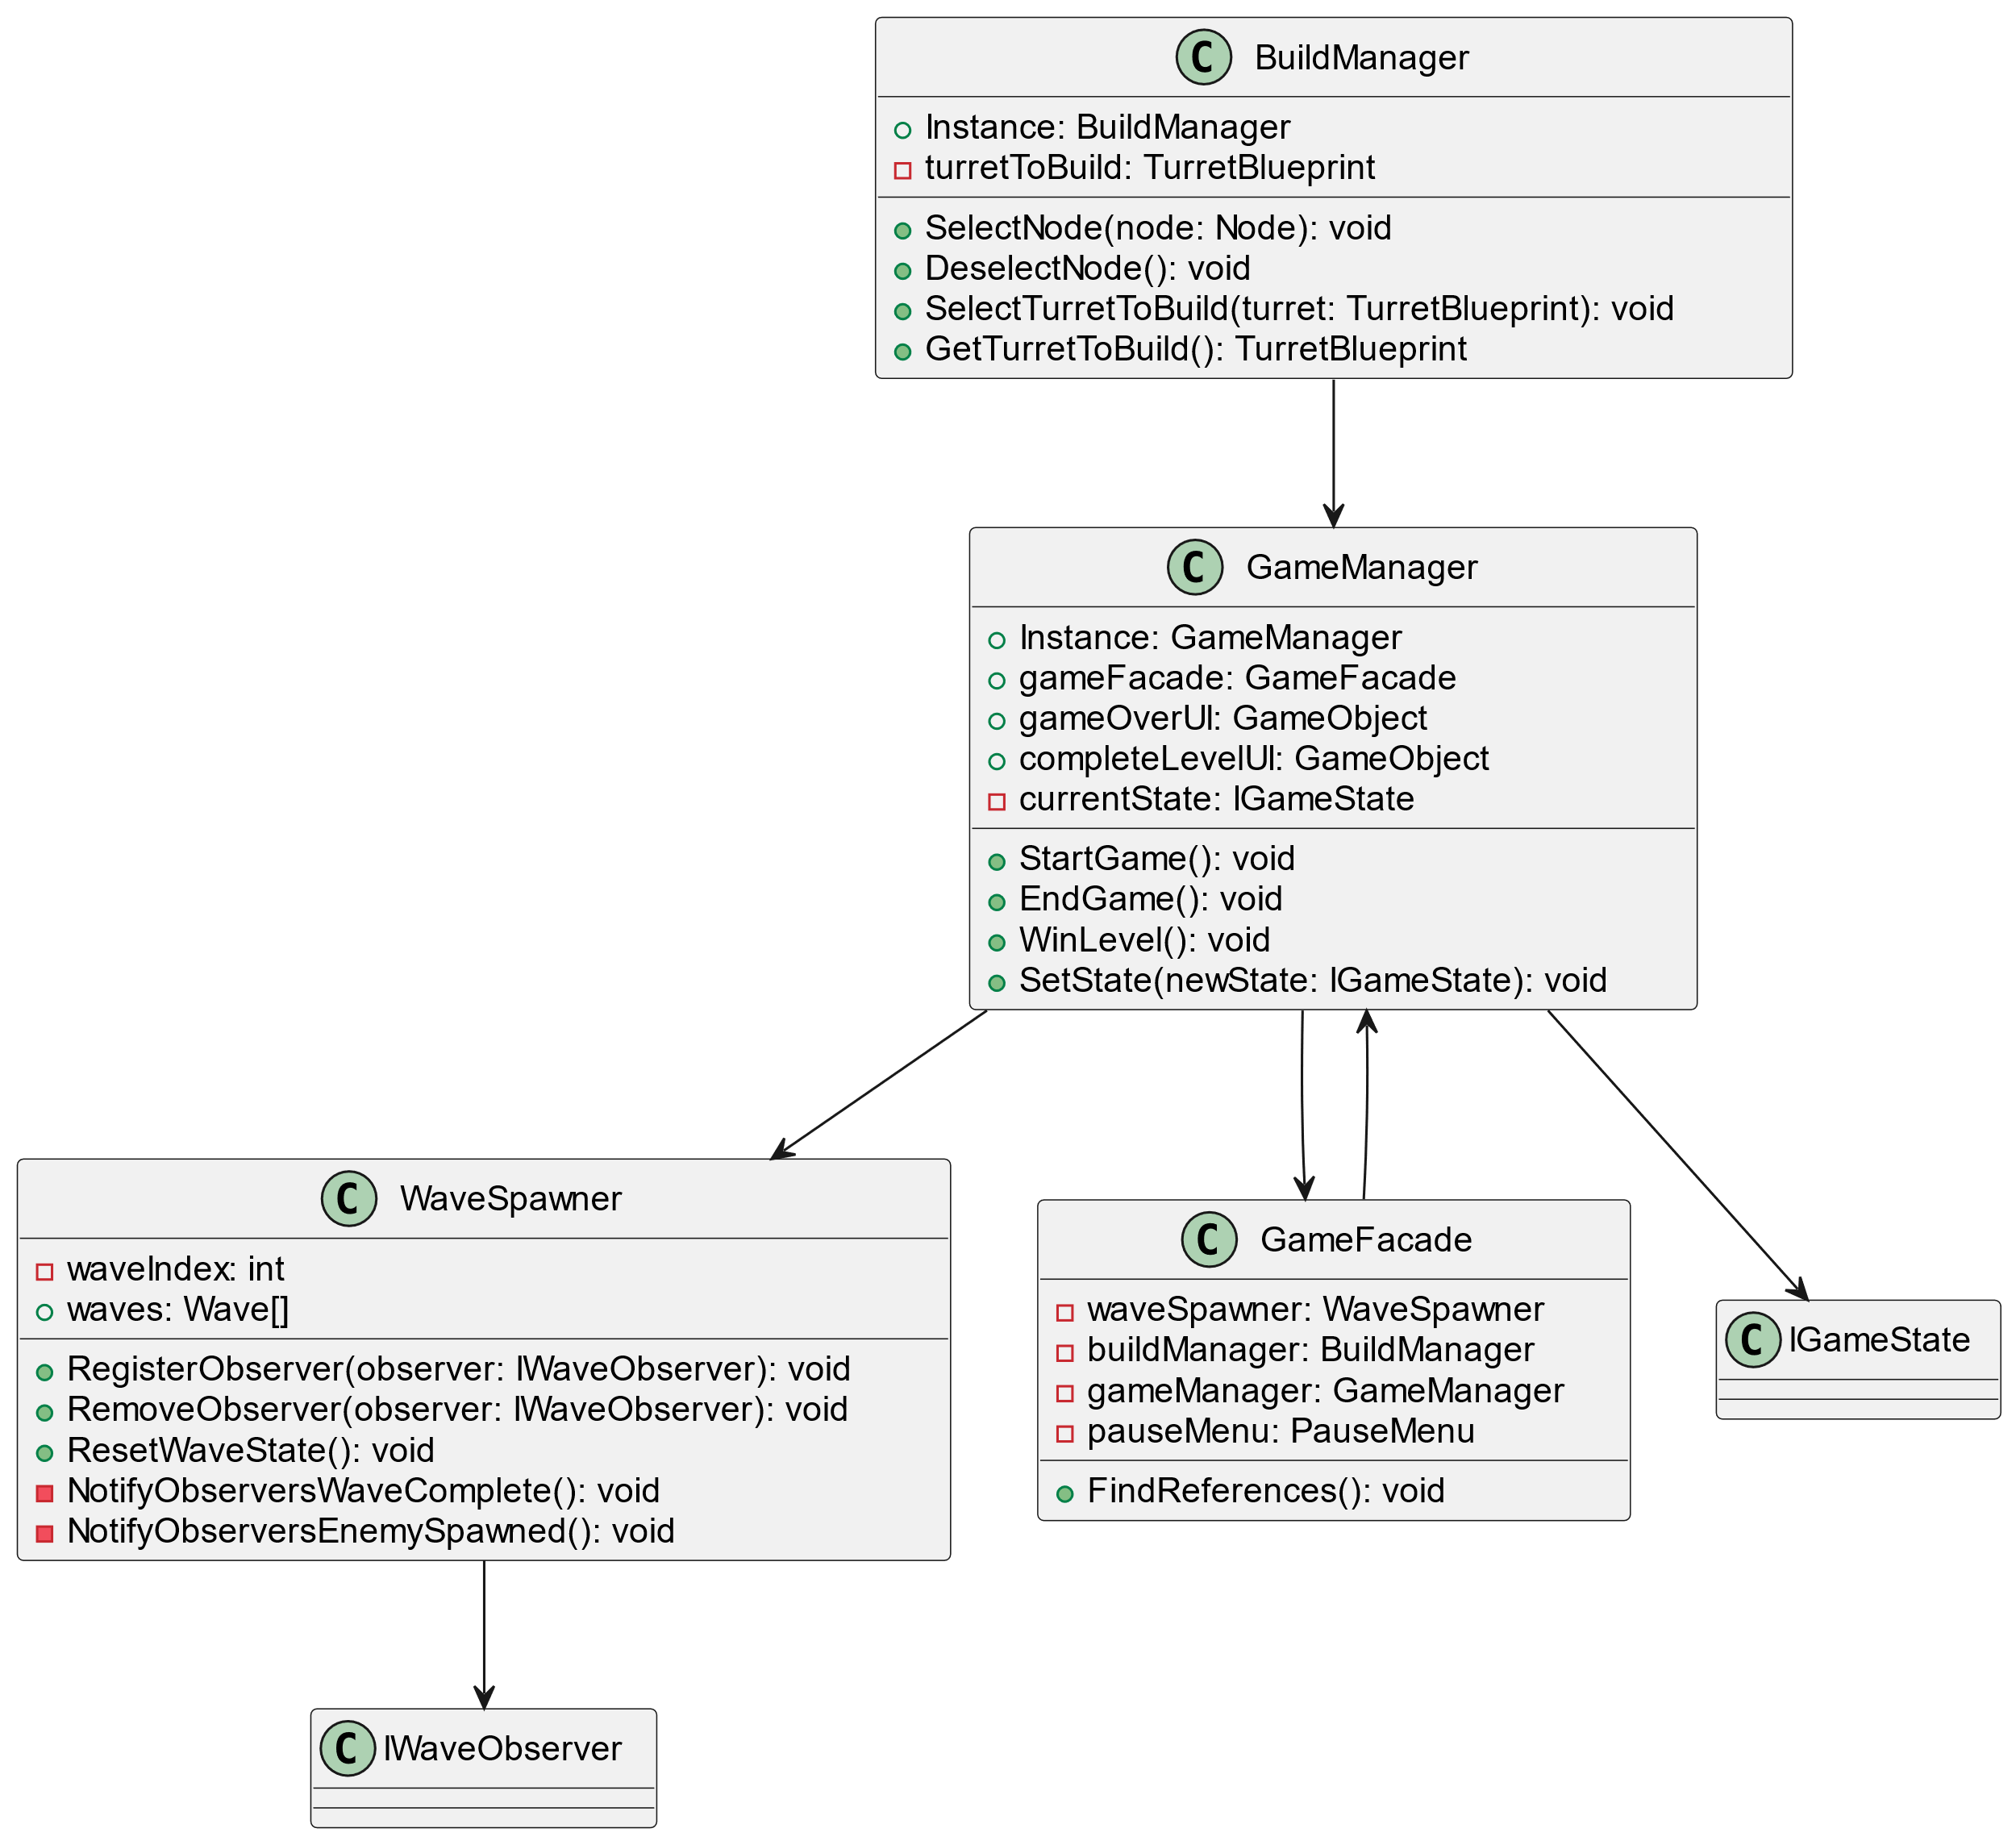 C BuildManager
Instance: BuildManager
turretToBuild: TurretBlueprint
SelectNode(node: Node): void
DeselectNode(): void
SelectTurretToBuild(turret: TurretBlueprint): void
GetTurretToBuild(): TurretBlueprint
C GameManager
Instance: GameManager
gameFacade: GameFacade
gameOverUI: GameObject
completeLevelUI: GameObject
currentState: IGameState
StartGame(): void
EndGame(): void
WinLevel(): void
SetState(newState: IGameState): void
C WaveSpawner
waveIndex: int
waves: Wave[]
RegisterObserver(observer: IWaveObserver): void
RemoveObserver(observer: IWaveObserver): void
ResetWaveState(): void
NotifyObserversWaveComplete(): void
NotifyObserversEnemySpawned(): void
C GameFacade
waveSpawner: WaveSpawner
buildManager: BuildManager
gameManager: GameManager
pauseMenu: PauseMenu
FindReferences(): void
C IGameState
C IWaveObserver